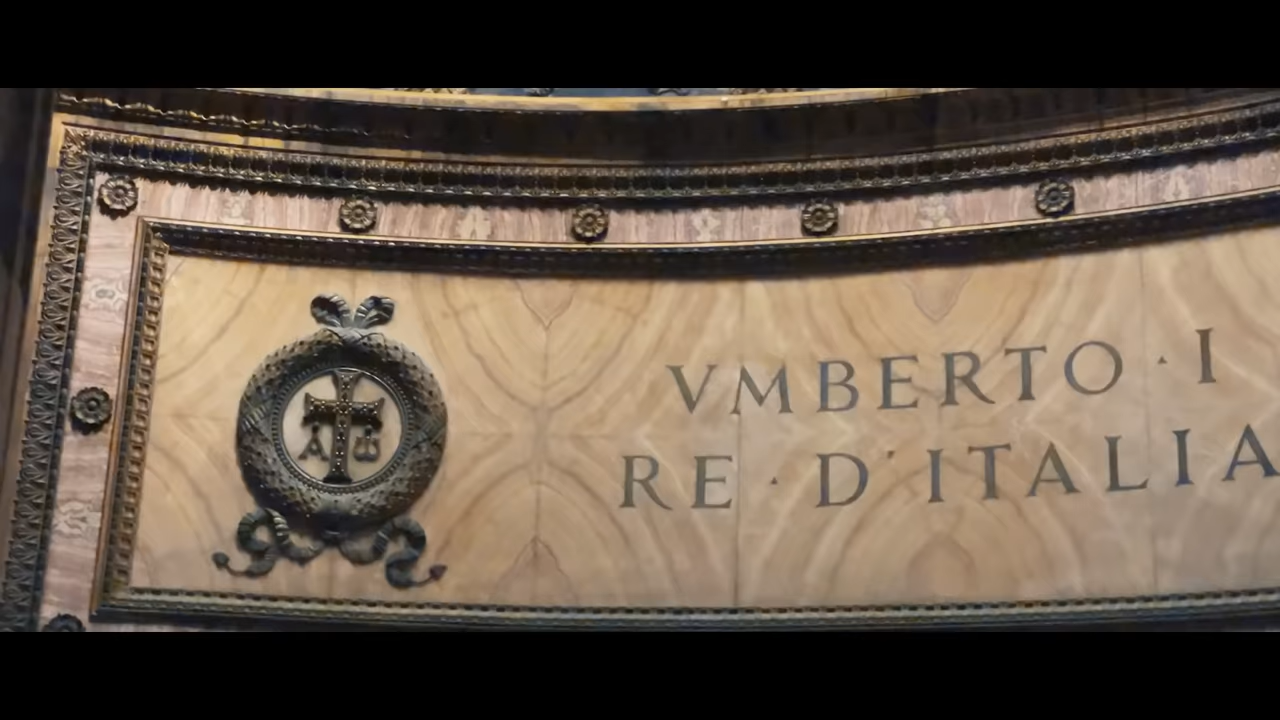 Α ω
VMBERTO · I
RE · D'ITALIA